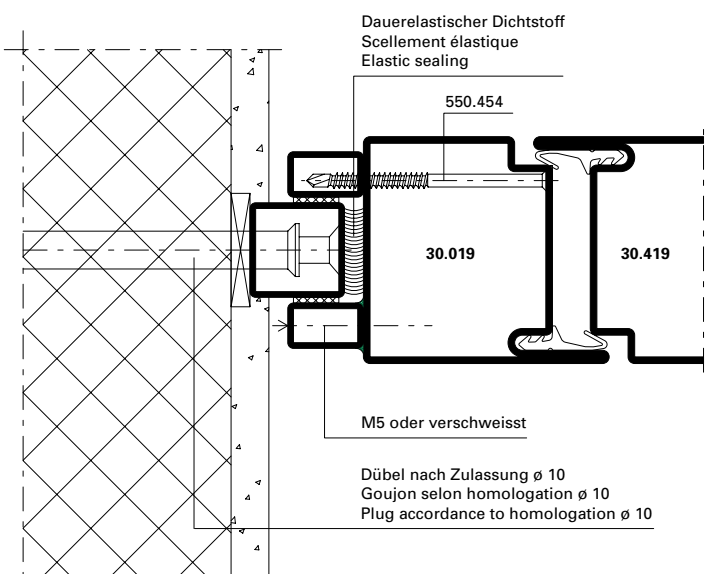 Dauerelastischer Dichtstoff
Scellement élastique
Elastic sealing
550.454
30.019
30.419
M5 oder verschweisst
Dübel nach Zulassung ø 10
Goujon selon homologation ø 10
Plug accordance to homologation ø 10